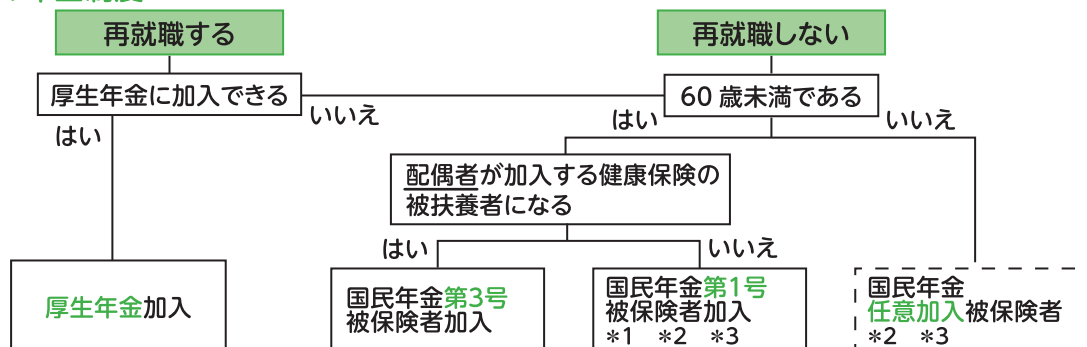 再就職する
再就職しない
厚生年金に加入できる
60歳未満である
はい
いいえ
はい
いいえ
配偶者が加入する健康保険の
被扶養者になる
はい
いいえ
厚生年金加入
国民年金第3号
被保険者加入
国民年金第1号
被保険者加入
*1 *2 *3
国民年金
任意加入被保険者
*2 *3